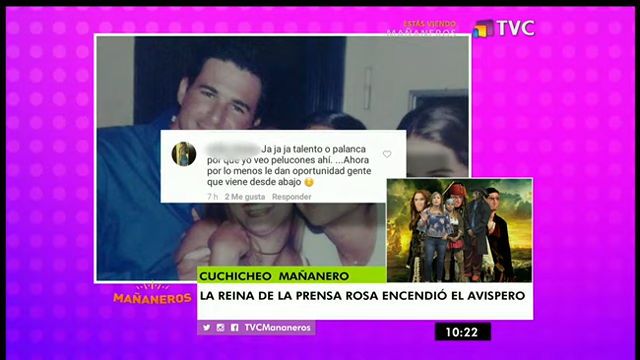 ESTÁS VIENDO
MAÑANEROS
TVC
Ja ja ja talento o palanca
por que yo veo pelucones ahí. ...Ahora
por lo menos le dan oportunidad gente
que viene desde abajo
7 h 2 Me gusta Responder
CUCHICHEO MAÑANERO
MAÑANEROS
LA REINA DE LA PRENSA ROSA ENCENDIÓ EL AVISPERO
TVCMananeros
10:22